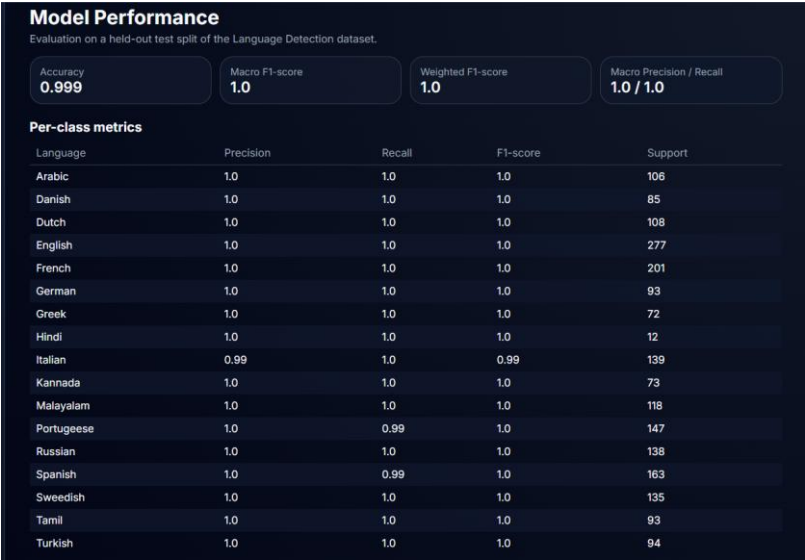 Model Performance
Evaluation on a held-out test split of the Language Detection dataset.
Accuracy Macro F1-score Weighted F1-score Macro Precision / Recall
0.999 1.0 1.0 1.0 / 1.0
Per-class metrics
Language Precision Recall F1-score Support
Arabic 1.0 1.0 1.0 106
Danish 1.0 1.0 1.0 85
Dutch 1.0 1.0 1.0 108
English 1.0 1.0 1.0 277
French 1.0 1.0 1.0 201
German 1.0 1.0 1.0 93
Greek 1.0 1.0 1.0 72
Hindi 1.0 1.0 1.0 12
Italian 0.99 1.0 0.99 139
Kannada 1.0 1.0 1.0 73
Malayalam 1.0 1.0 1.0 118
Portugeese 1.0 0.99 1.0 147
Russian 1.0 1.0 1.0 138
Spanish 1.0 0.99 1.0 163
Sweedish 1.0 1.0 1.0 135
Tamil 1.0 1.0 1.0 93
Turkish 1.0 1.0 1.0 94